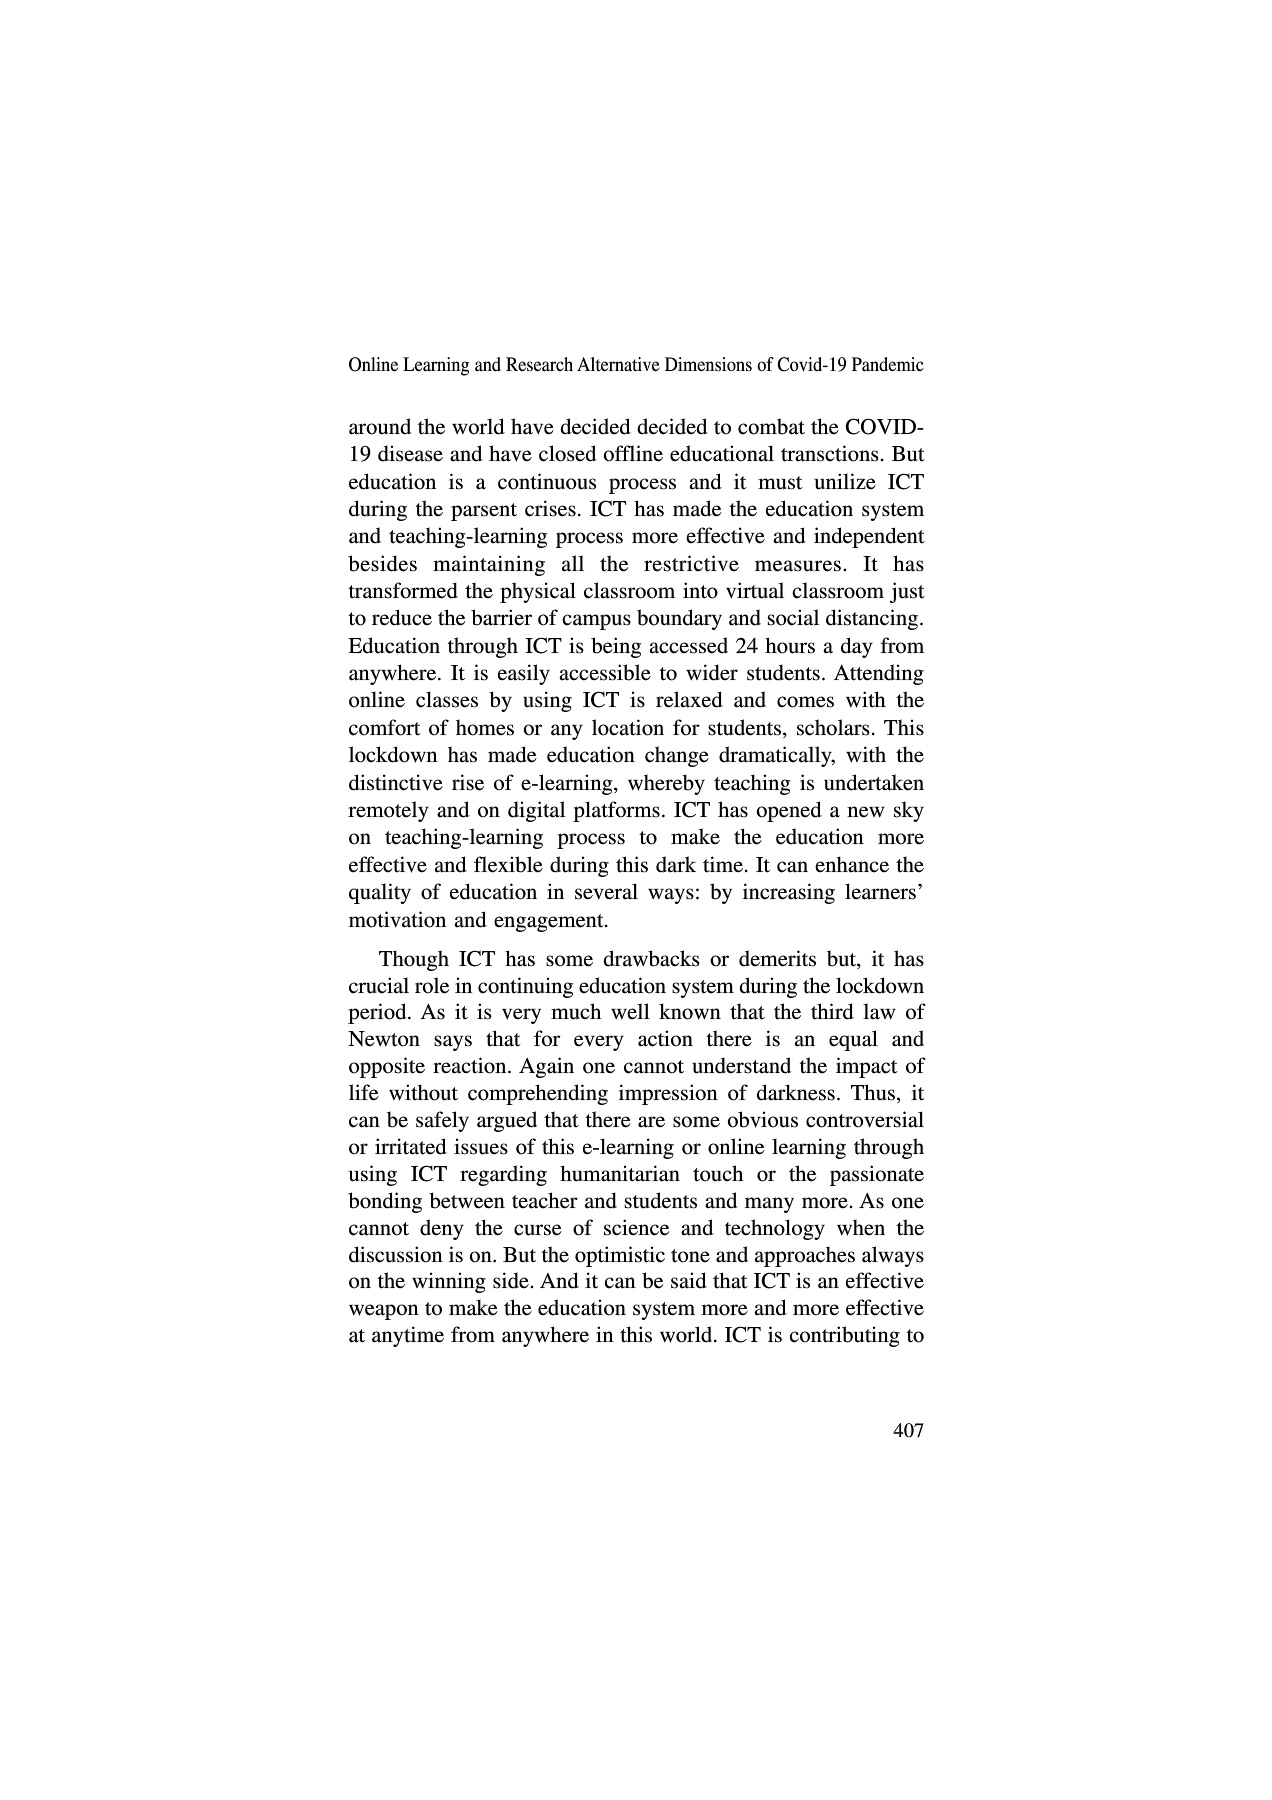 Online Learning and Research Alternative Dimensions of Covid-19 Pandemic
around the world have decided decided to combat the COVID-
19 disease and have closed offline educational transctions. But
education is a continuous process and it must unilize ICT
during the parsent crises. ICT has made the education system
and teaching-learning process more effective and independent
besides maintaining all the restrictive measures. It has
transformed the physical classroom into virtual classroom just
to reduce the barrier of campus boundary and social distancing.
Education through ICT is being accessed 24 hours a day from
anywhere. It is easily accessible to wider students. Attending
online classes by using ICT is relaxed and comes with the
comfort of homes or any location for students, scholars. This
lockdown has made education change dramatically, with the
distinctive rise of e-learning, whereby teaching is undertaken
remotely and on digital platforms. ICT has opened a new sky
on teaching-learning process to make the education more
effective and flexible during this dark time. It can enhance the
quality of education in several ways: by increasing learners’
motivation and engagement.
Though ICT has some drawbacks or demerits but, it has
crucial role in continuing education system during the lockdown
period. As it is very much well known that the third law of
Newton says that for every action there is an equal and
opposite reaction. Again one cannot understand the impact of
life without comprehending impression of darkness. Thus, it
can be safely argued that there are some obvious controversial
or irritated issues of this e-learning or online learning through
using ICT regarding humanitarian touch or the passionate
bonding between teacher and students and many more. As one
cannot deny the curse of science and technology when the
discussion is on. But the optimistic tone and approaches always
on the winning side. And it can be said that ICT is an effective
weapon to make the education system more and more effective
at anytime from anywhere in this world. ICT is contributing to
407